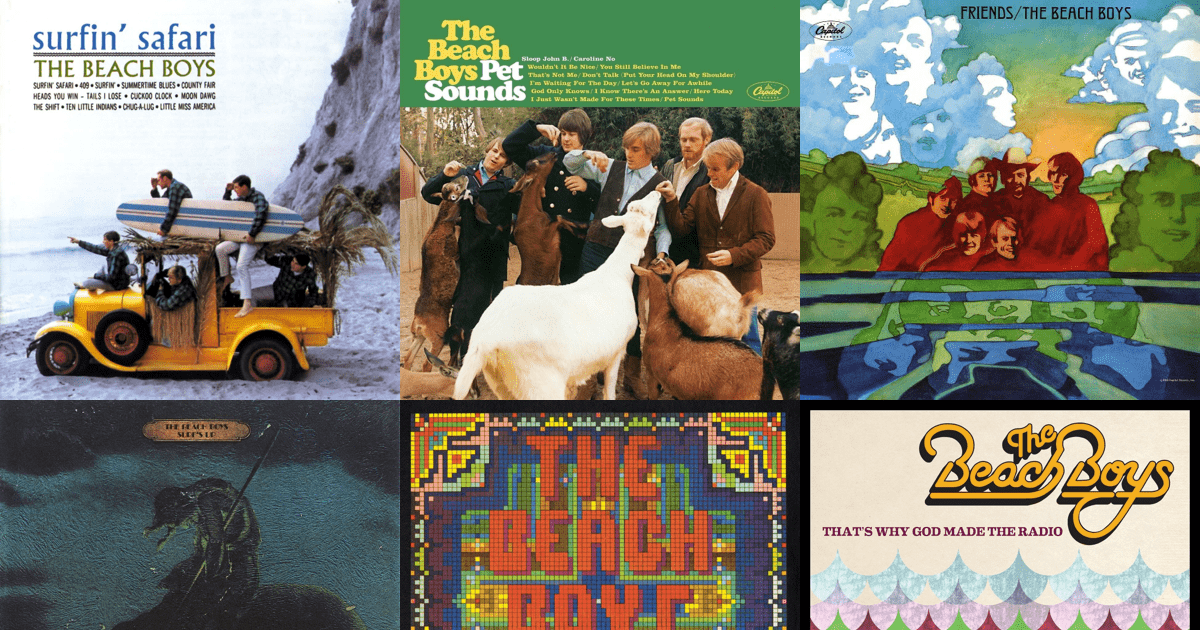 surfin' safari
THE BEACH BOYS
SURFIN' SAFARI • 409 • SURFIN' • SUMMERTIME BLUES • COUNTY FAIR
HEADS YOU WIN - TAILS I LOSE • CUCKOO CLOCK • MOON DAWG
THE SHIFT • TEN LITTLE INDIANS • CHUG-A-LUG • LITTLE MISS AMERICA
The
Beach
Boys Pet
Sounds
Sloop John B./Caroline No
Wouldn't It Be Nice/You Still Believe In Me
That's Not Me/Don't Talk/Put Your Head On My Shoulder:
I'm Waiting For The Day/Let's Go Away For Awhile
God Only Knows/I Know There's An Answer/Here Today
I Just Wasn't Made For These Times/Pet Sounds
Capitol
FRIENDS/THE BEACH BOYS
Capitol
THE BEACH BOYS
SURF'S UP
THE
BEACH
BOYS
The
Beach Boys
THAT'S WHY GOD MADE THE RADIO